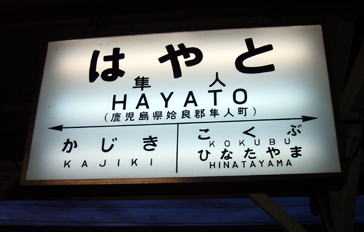 はやと
隼人
HAYATO
(鹿児島県姶良郡隼人町)
かじき
KAJIKI
こくぶ
KOKUBU
ひなたやま
HINATAYAMA